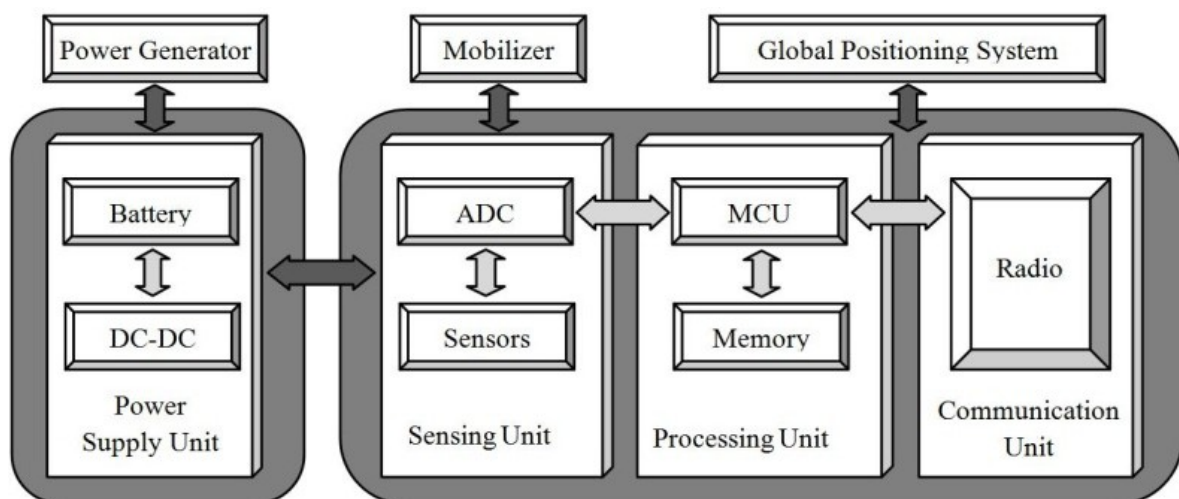 Power Generator
Mobilizer
Global Positioning System
Battery
DC-DC
Power
Supply Unit
ADC
Sensors
Sensing Unit
MCU
Memory
Processing Unit
Radio
Communication
Unit